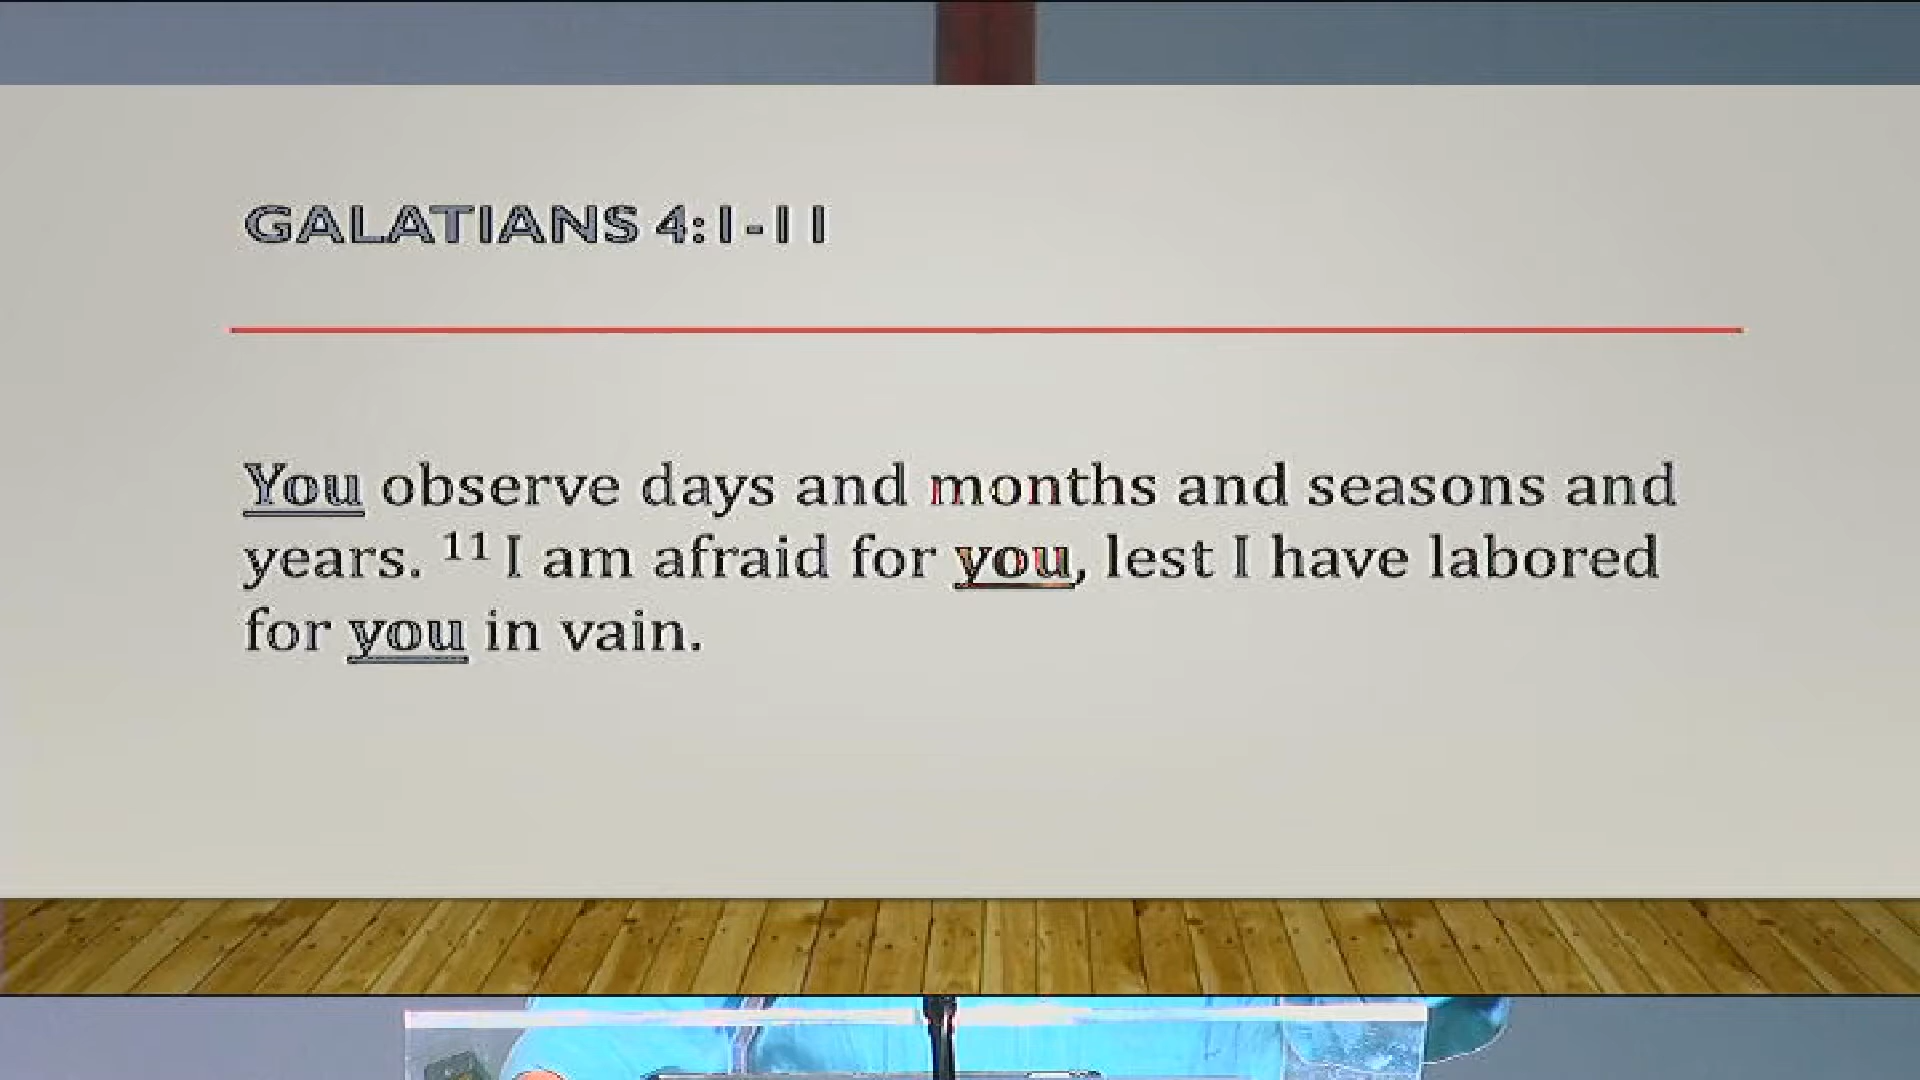 GALATIANS 4:1-11
You observe days and months and seasons and
years. 11 I am afraid for you, lest I have labored
for you in vain.